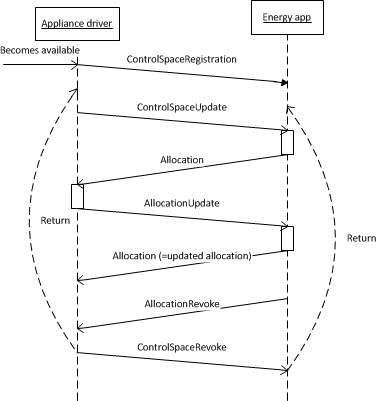 Appliance driver
Energy app
Becomes available
ControlSpaceRegistration
ControlSpaceUpdate
Allocation
AllocationUpdate
Return
Return
Allocation (=updated allocation)
AllocationRevoke
ControlSpaceRevoke